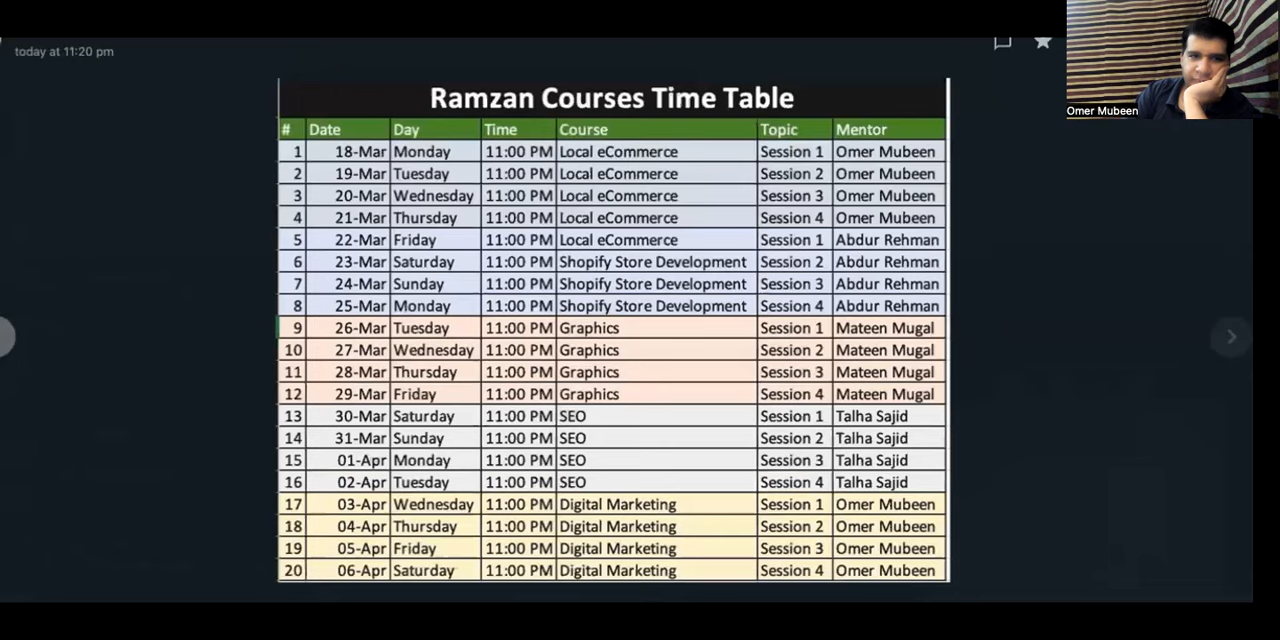 today at 11:20 pm
Omer Mubeen
Ramzan Courses Time Table
# Date Day Time Course Topic Mentor
1 18-Mar Monday 11:00 PM Local eCommerce Session 1 Omer Mubeen
2 19-Mar Tuesday 11:00 PM Local eCommerce Session 2 Omer Mubeen
3 20-Mar Wednesday 11:00 PM Local eCommerce Session 3 Omer Mubeen
4 21-Mar Thursday 11:00 PM Local eCommerce Session 4 Omer Mubeen
5 22-Mar Friday 11:00 PM Local eCommerce Session 1 Abdur Rehman
6 23-Mar Saturday 11:00 PM Shopify Store Development Session 2 Abdur Rehman
7 24-Mar Sunday 11:00 PM Shopify Store Development Session 3 Abdur Rehman
8 25-Mar Monday 11:00 PM Shopify Store Development Session 4 Abdur Rehman
9 26-Mar Tuesday 11:00 PM Graphics Session 1 Mateen Mugal
10 27-Mar Wednesday 11:00 PM Graphics Session 2 Mateen Mugal
11 28-Mar Thursday 11:00 PM Graphics Session 3 Mateen Mugal
12 29-Mar Friday 11:00 PM Graphics Session 4 Mateen Mugal
13 30-Mar Saturday 11:00 PM SEO Session 1 Talha Sajid
14 31-Mar Sunday 11:00 PM SEO Session 2 Talha Sajid
15 01-Apr Monday 11:00 PM SEO Session 3 Talha Sajid
16 02-Apr Tuesday 11:00 PM SEO Session 4 Talha Sajid
17 03-Apr Wednesday 11:00 PM Digital Marketing Session 1 Omer Mubeen
18 04-Apr Thursday 11:00 PM Digital Marketing Session 2 Omer Mubeen
19 05-Apr Friday 11:00 PM Digital Marketing Session 3 Omer Mubeen
20 06-Apr Saturday 11:00 PM Digital Marketing Session 4 Omer Mubeen